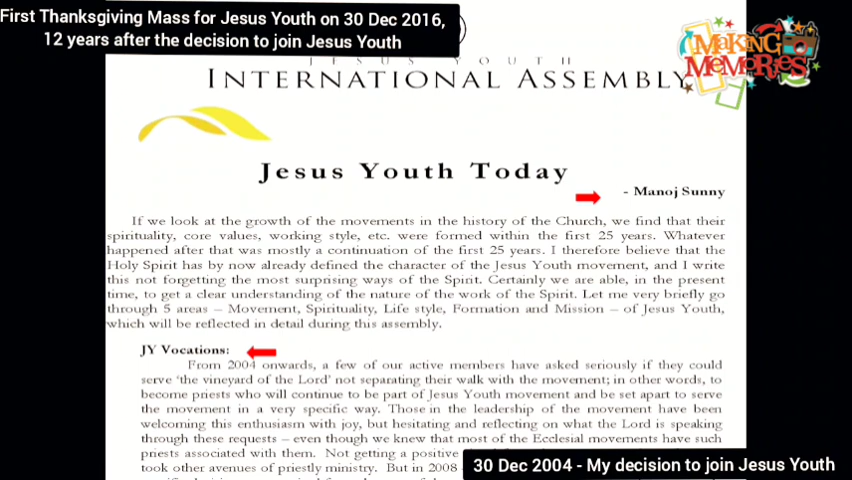 First Thanksgiving Mass for Jesus Youth on 30 Dec 2016,
12 years after the decision to join Jesus Youth
MAKING
MEMORIES
JESUS YOUTH
INTERNATIONAL ASSEMBLY
Jesus Youth Today
- Manoj Sunny
If we look at the growth of the movements in the history of the Church, we find that their
spirituality, core values, working style, etc. were formed within the first 25 years. Whatever
happened after that was mostly a continuation of the first 25 years. I therefore believe that the
Holy Spirit has by now already defined the character of the Jesus Youth movement, and I write
this not forgetting the most surprising ways of the Spirit. Certainly we are able, in the present
time, to get a clear understanding of the nature of the work of the Spirit. Let me very briefly go
through 5 areas – Movement, Spirituality, Life style, Formation and Mission – of Jesus Youth,
which will be reflected in detail during this assembly.
JY Vocations:
From 2004 onwards, a few of our active members have asked seriously if they could
serve ‘the vineyard of the Lord’ not separating their walk with the movement; in other words, to
become priests who will continue to be part of Jesus Youth movement and be set apart to serve
the movement in a very specific way. Those in the leadership of the movement have been
welcoming this enthusiasm with joy, but hesitating and reflecting on what the Lord is speaking
through these requests – even though we knew that most of the Ecclesial movements have such
priests associated with them. Not getting a positive
took other avenues of priestly ministry. But in 2008
30 Dec 2004 - My decision to join Jesus Youth